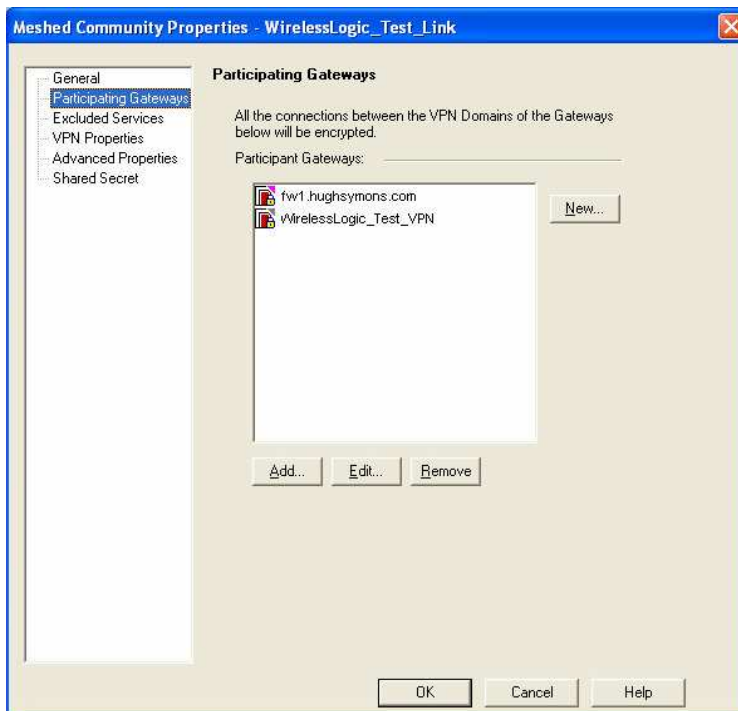 Meshed Community Properties - WirelessLogic_Test_Link
General
Participating Gateways
Excluded Services
VPN Properties
Advanced Properties
Shared Secret
Participating Gateways
All the connections between the VPN Domains of the Gateways
below will be encrypted.
Participant Gateways:
fw1.hughsymons.com
WirelessLogic_Test_VPN
New...
Add...
Edit...
Remove
OK
Cancel
Help